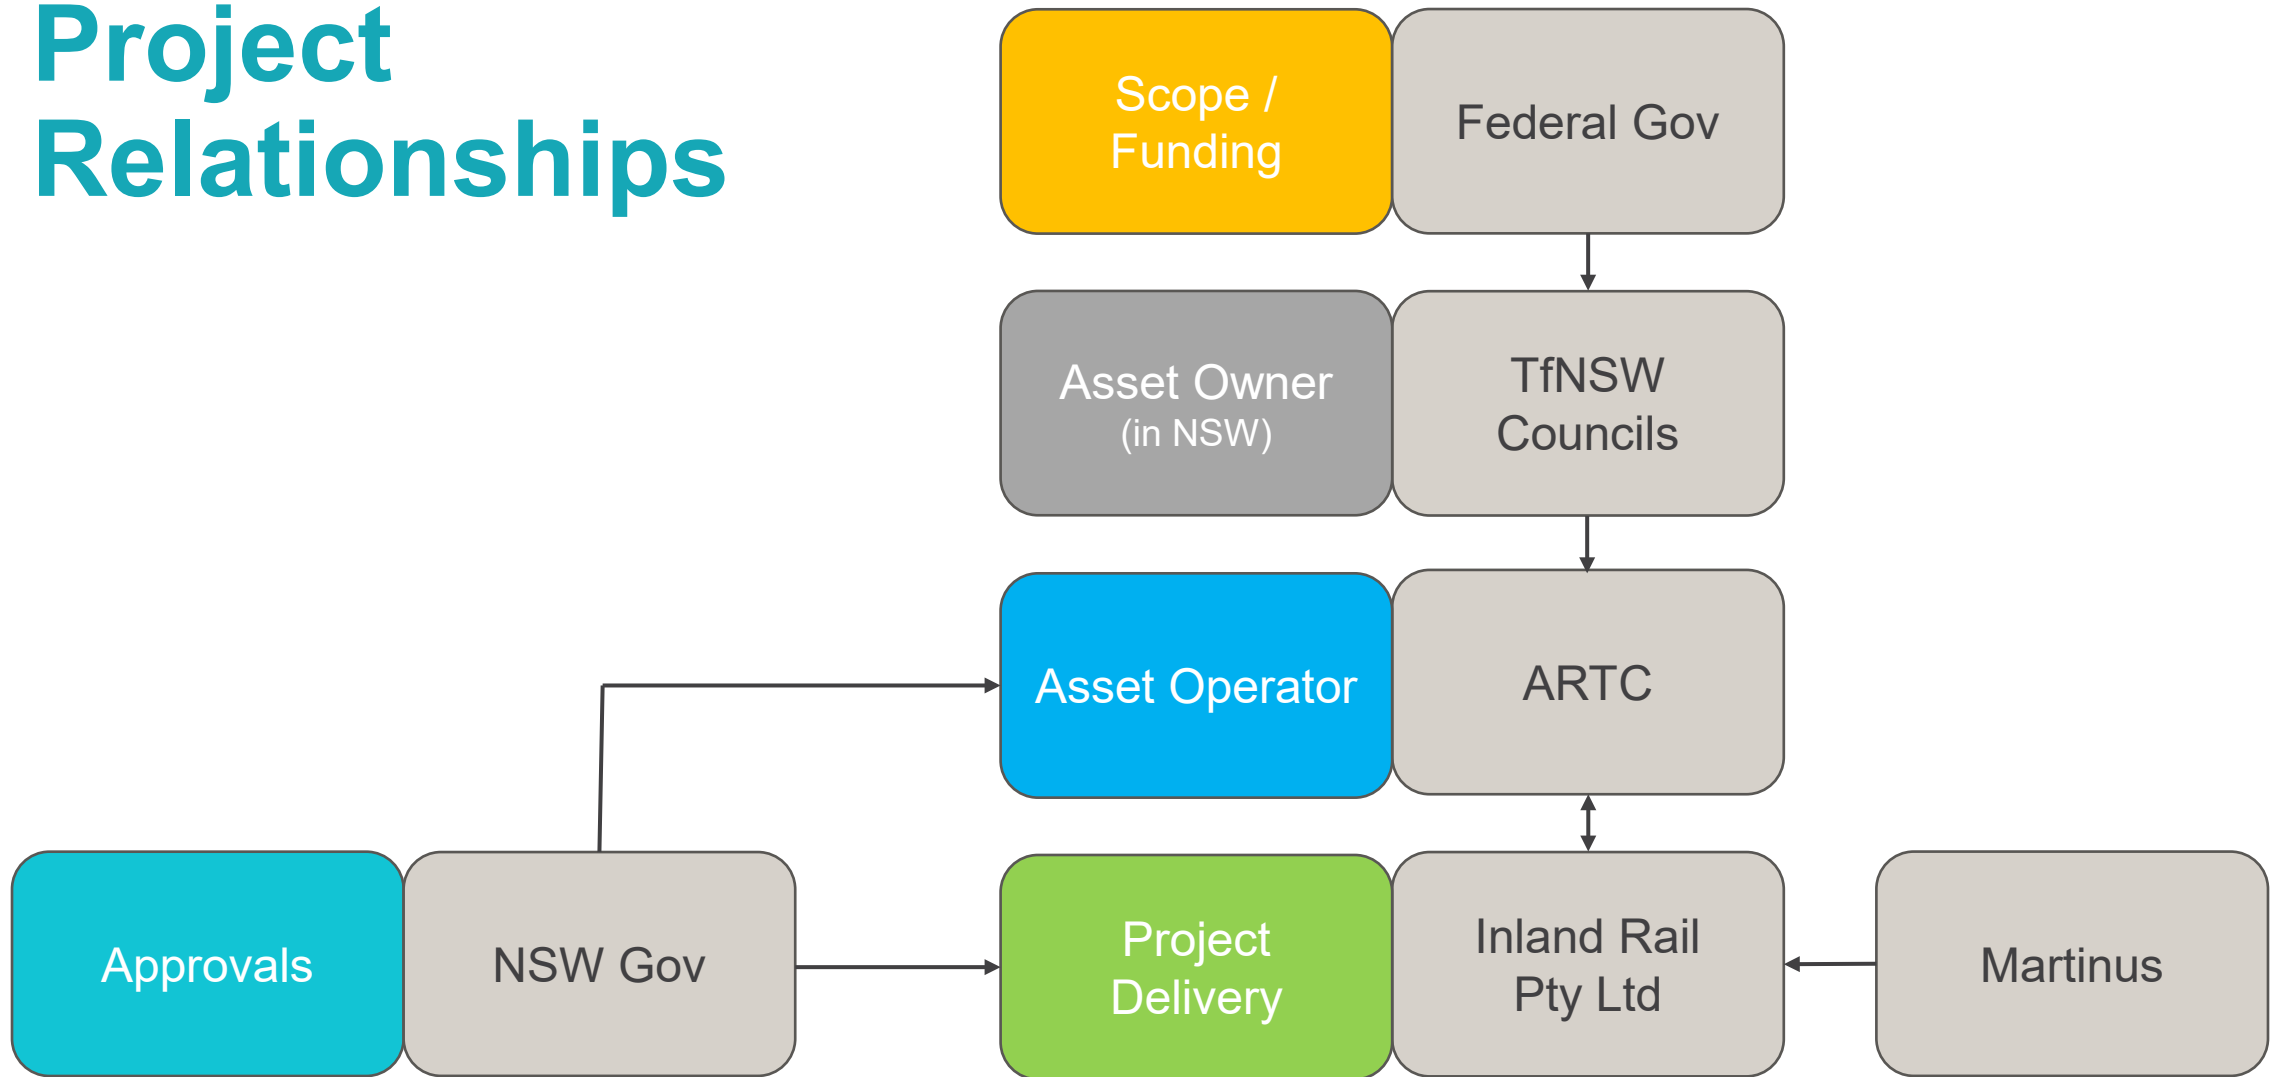 Project
Relationships
Scope /
Funding
Federal Gov
Asset Owner
(in NSW)
TfNSW
Councils
Asset Operator
ARTC
Approvals
NSW Gov
Project
Delivery
Inland Rail
Pty Ltd
Martinus